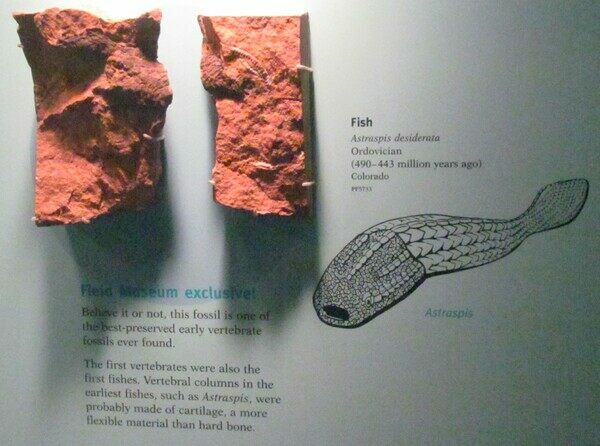 Fish
Astraspis desiderata
Ordovician
(490–443 million years ago)
Colorado
PF5733
Astraspis
Field Museum exclusive!
Believe it or not, this fossil is one of
the best-preserved early vertebrate
fossils ever found.
The first vertebrates were also the
first fishes. Vertebral columns in the
earliest fishes, such as Astraspis, were
probably made of cartilage, a more
flexible material than hard bone.